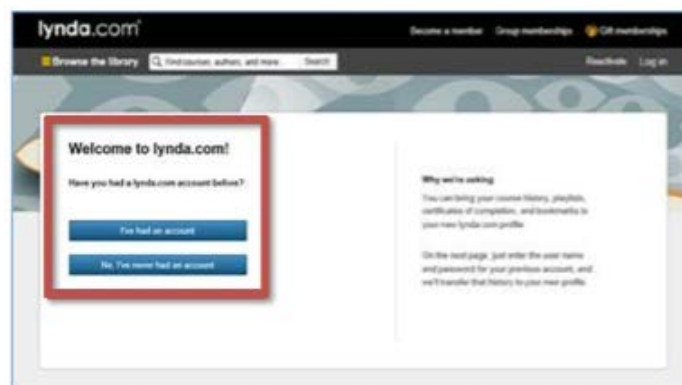 lynda.com
Become a member Group memberships Gift memberships
Browse the library Find courses, authors, and more. Search
Reactivate Log in
Welcome to lynda.com!
Have you had a lynda.com account before?
I've had an account
No, I've never had an account
Why we're asking
You can bring your course history, playlists,
certificates of completion, and bookmarks to
your new lynda.com profile.
On the next page, just enter the user name
and password for your previous account, and
we'll transfer that history to your new profile.